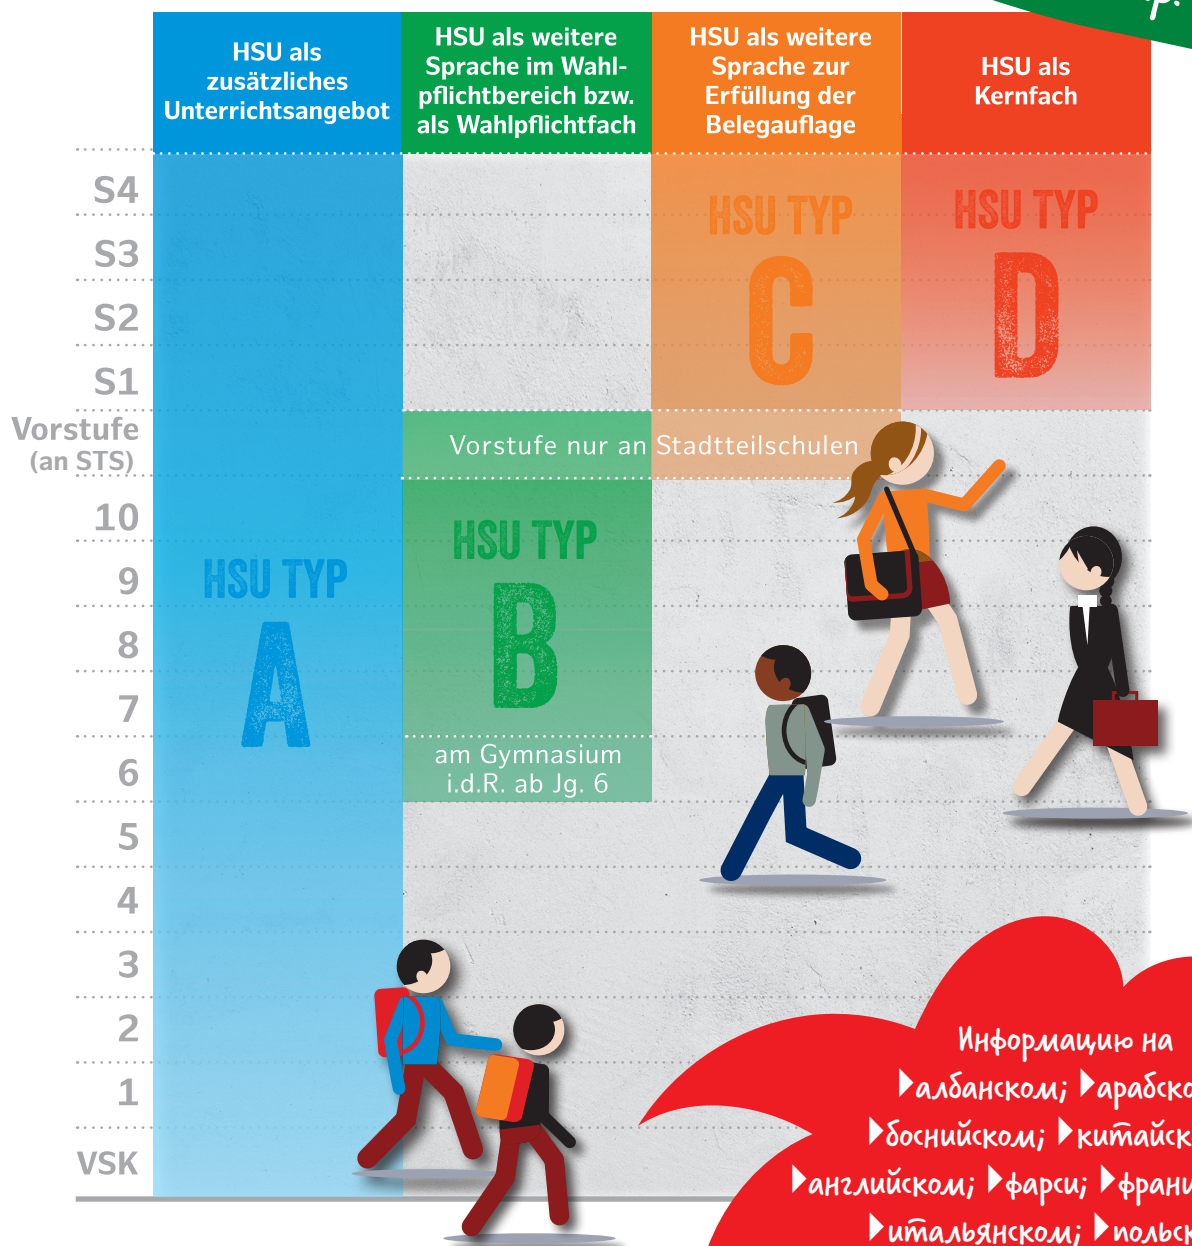 HSU als
zusätzliches
Unterrichtsangebot
HSU als weitere
Sprache im Wahl-
pflichtbereich bzw.
als Wahlpflichtfach
HSU als weitere
Sprache zur
Erfüllung der
Belegauflage
HSU als
Kernfach
S4
S3
S2
S1
Vorstufe
(an STS)
10
9
8
7
6
5
4
3
2
1
VSK
HSU TYP
A
Vorstufe nur an Stadtteilschulen
HSU TYP
B
am Gymnasium
i.d.R. ab Jg. 6
HSU TYP
C
HSU TYP
D
Информацию на
албанском;
боснийском;
английском; фарси;
итальянском;